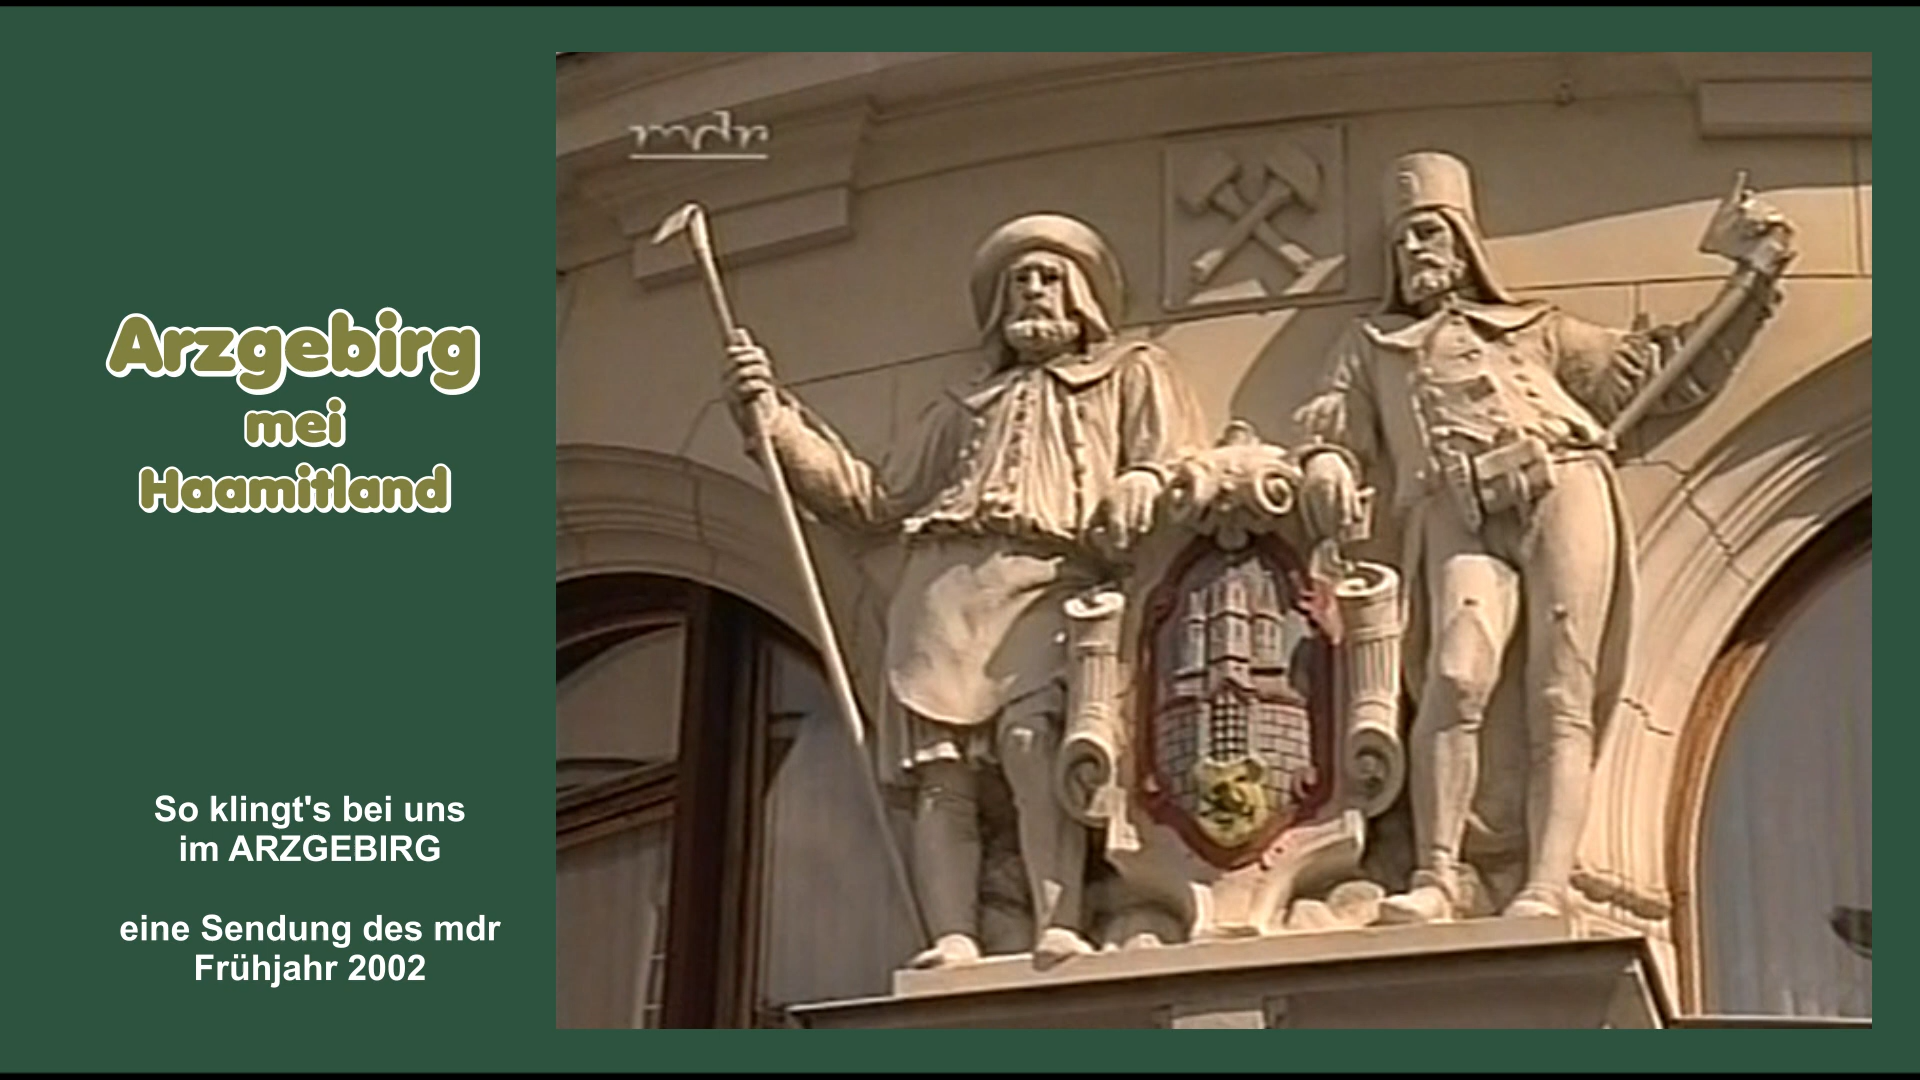 Arzgebirg
mei
Haamitland
So klingt's bei uns
im ARZGEBIRG
eine Sendung des mdr
Frühjahr 2002
mdr